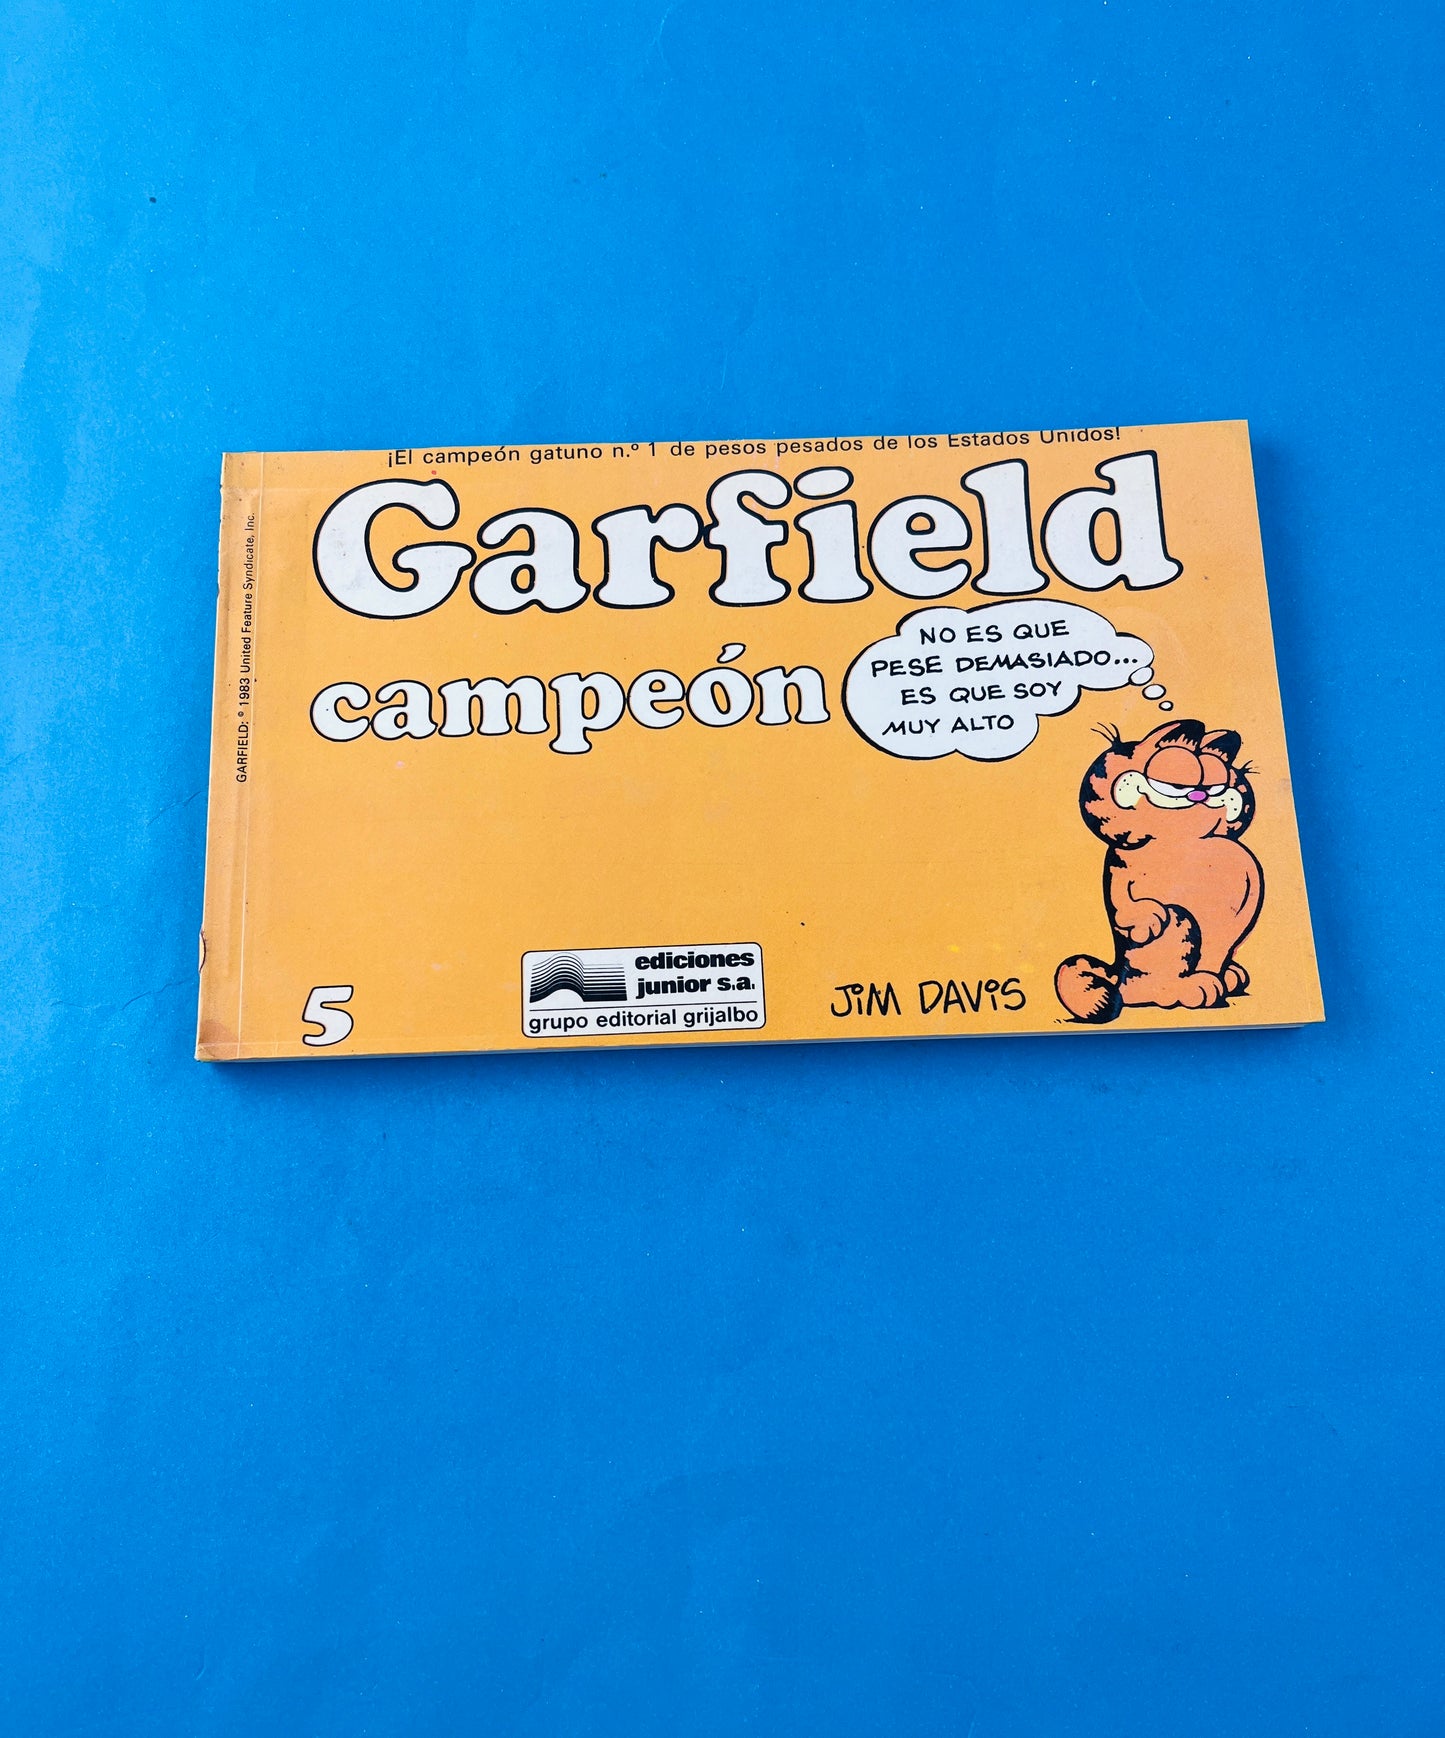 ¡El campeón gatuno n.º 1 de pesos pesados de los Estados Unidos!
Garfield
campeón
NO ES QUE
PESE DEMASIADO...
ES QUE SOY
MUY ALTO
GARFIELD: © 1983 United Feature Syndicate, Inc.
5
ediciones
junior s.a.
grupo editorial grijalbo
JIM DAVIS